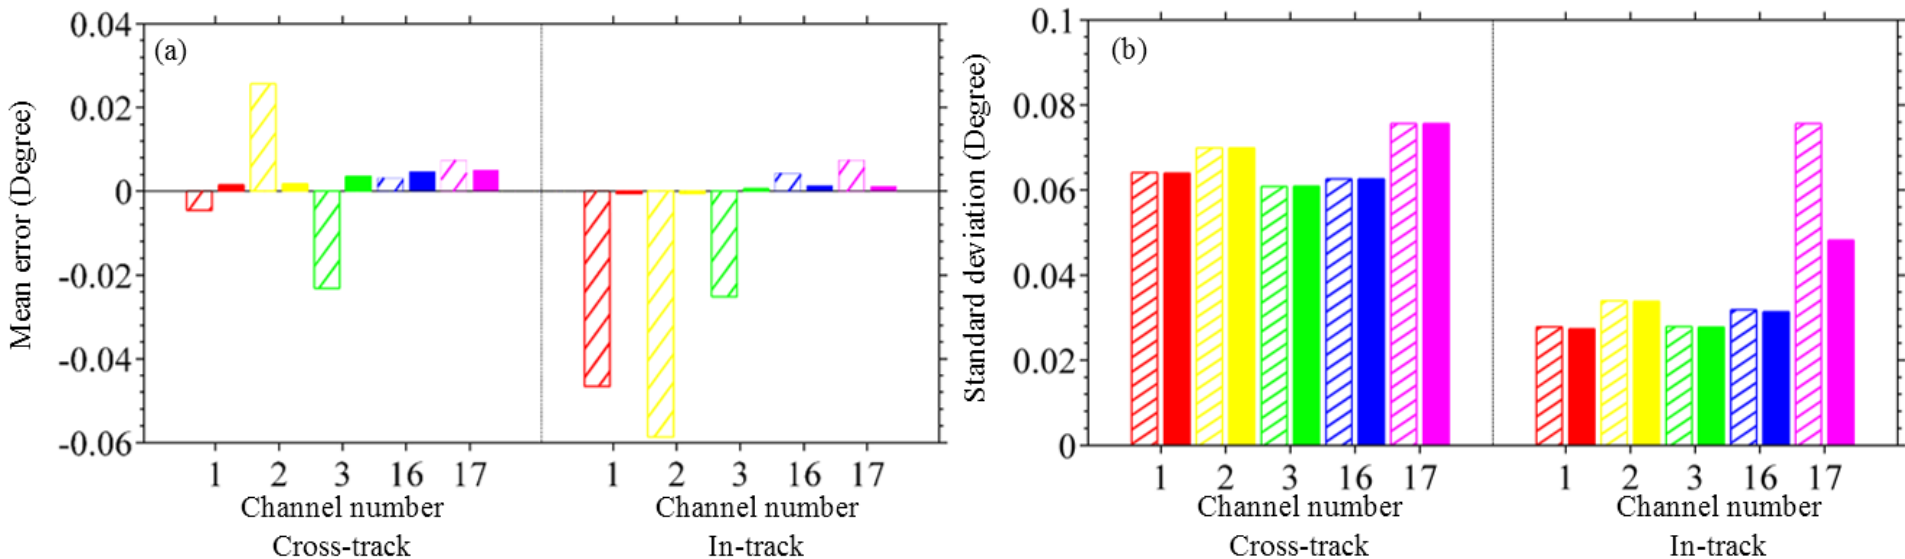 (a)
Mean error (Degree)
0.04
0.02
0
-0.02
-0.04
-0.06
1 2 3 16 17 1 2 3 16 17
Channel number Channel number
Cross-track In-track
(b)
Standard deviation (Degree)
0.1
0.08
0.06
0.04
0.02
0
1 2 3 16 17 1 2 3 16 17
Channel number Channel number
Cross-track In-track